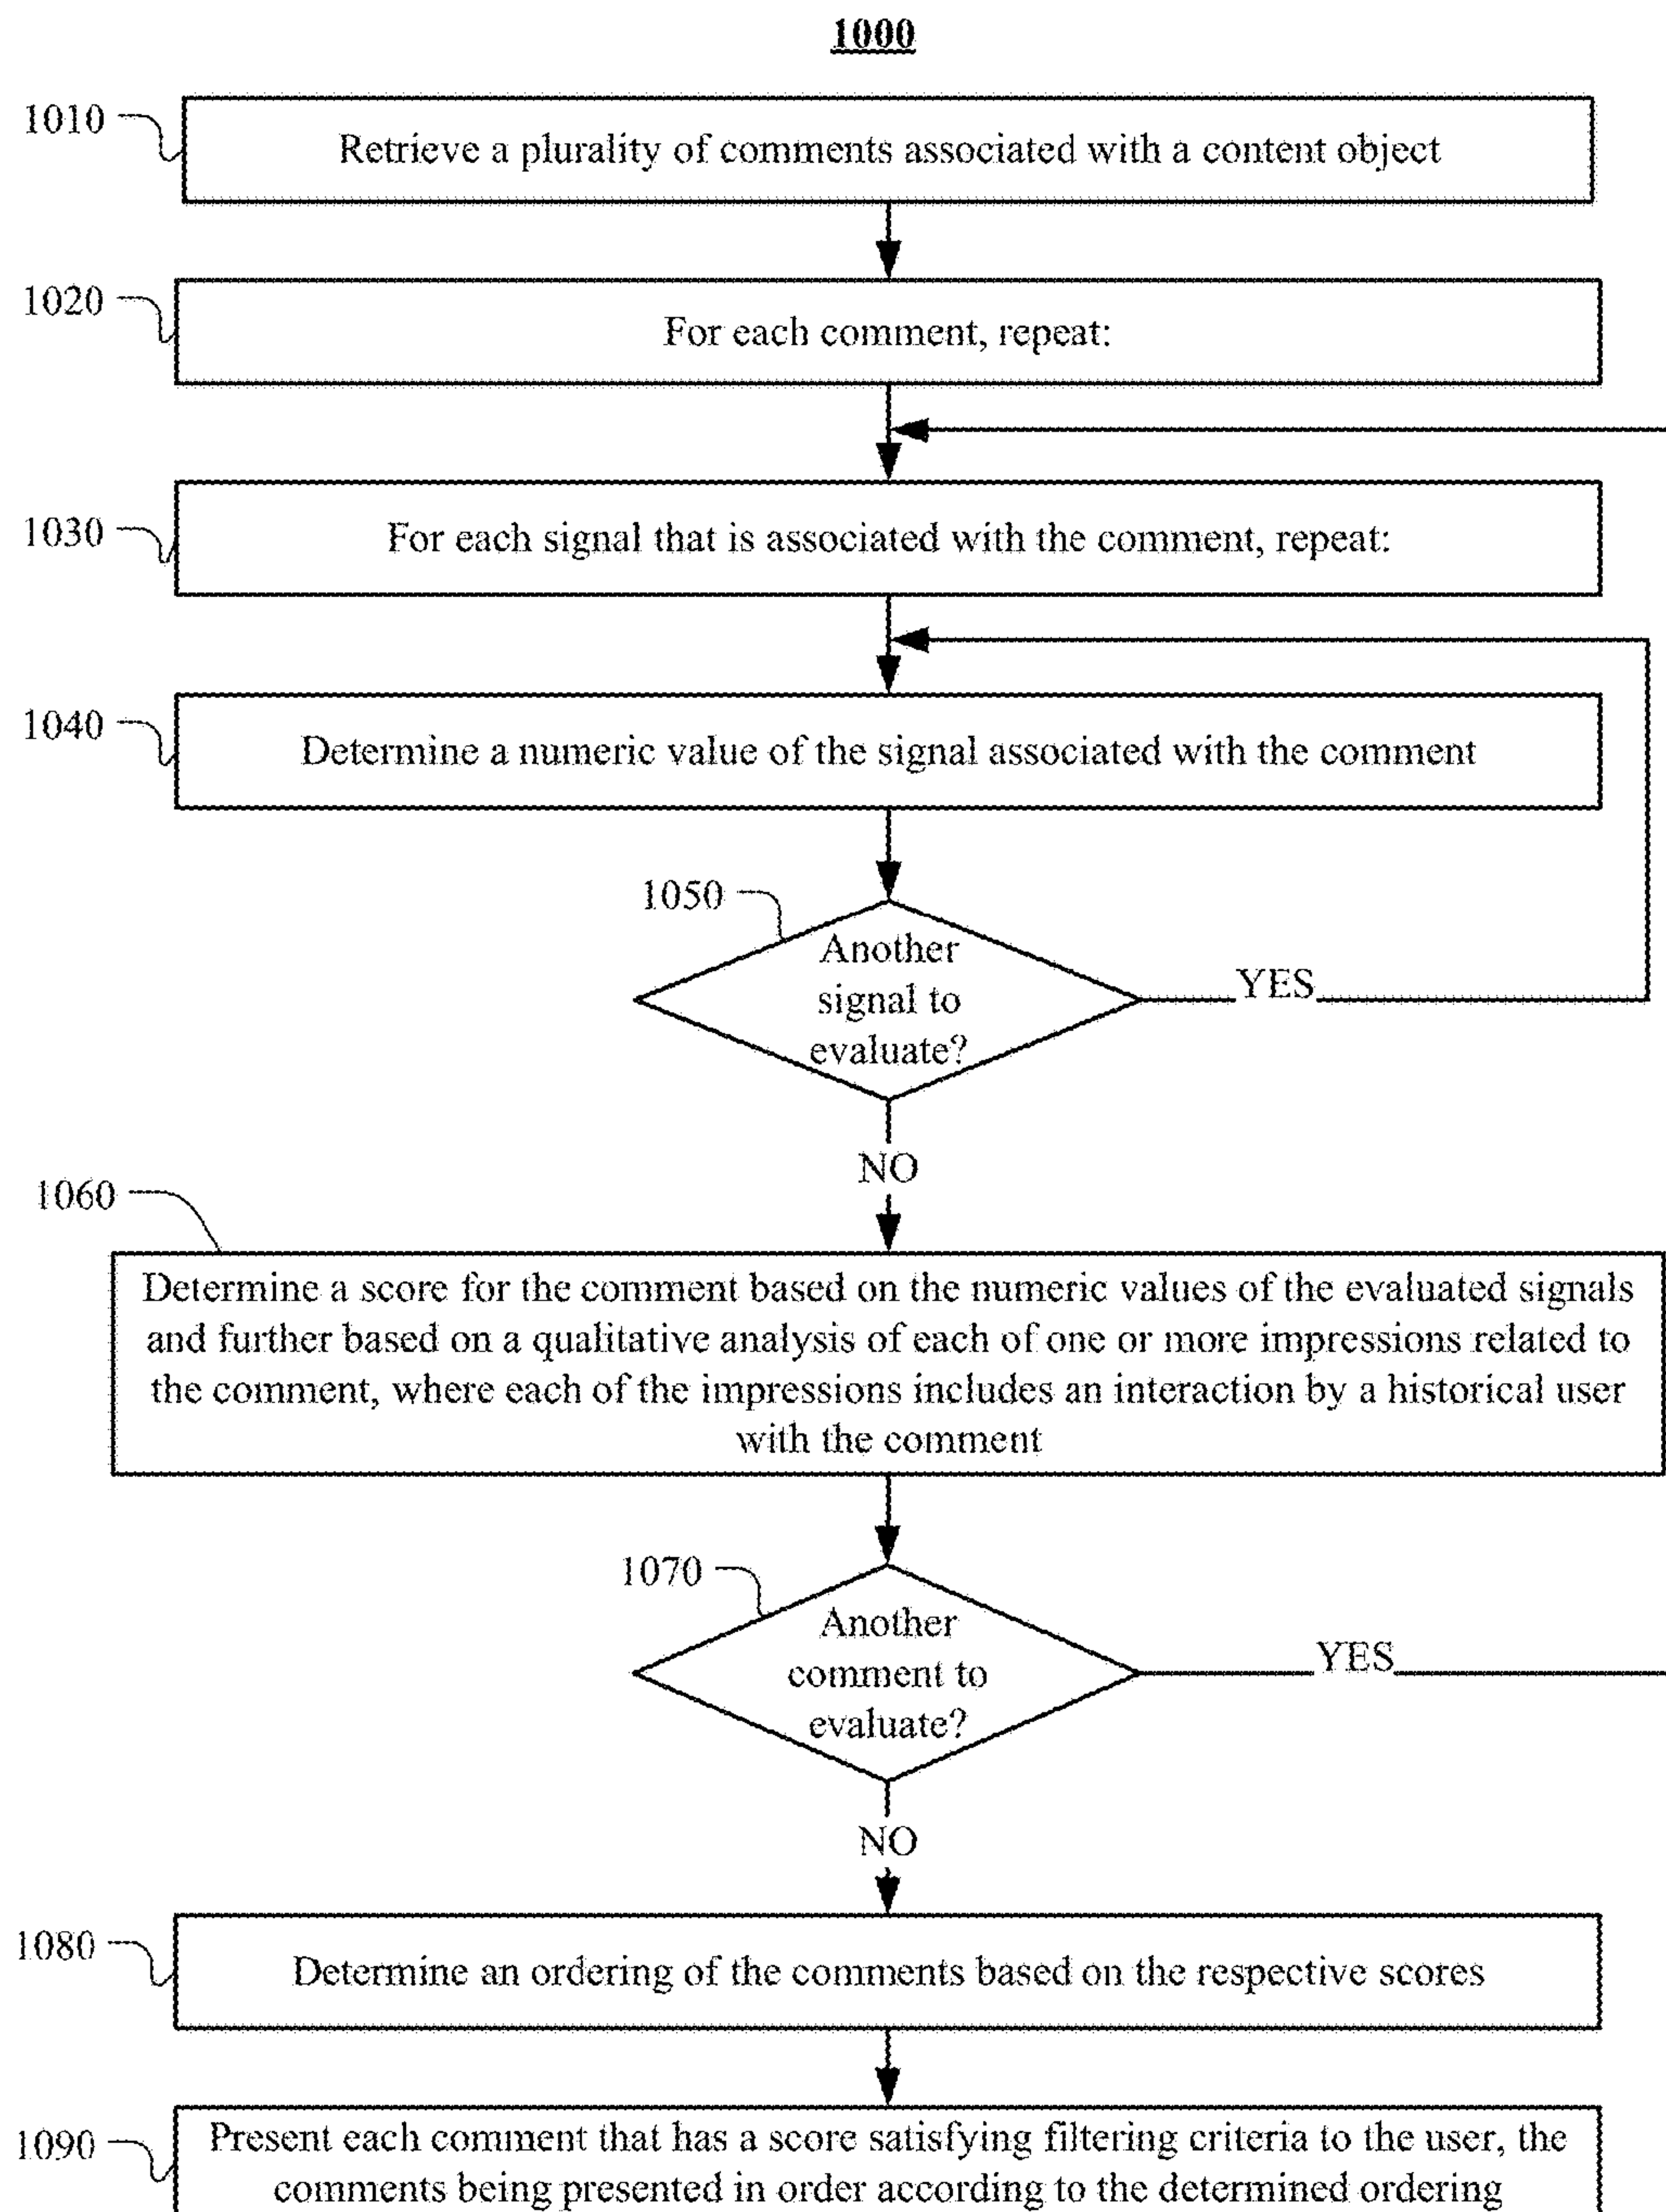 1000
1010
Retrieve a plurality of comments associated with a content object
1020
For each comment, repeat:
1030
For each signal that is associated with the comment, repeat:
1040
Determine a numeric value of the signal associated with the comment
1050
Another
signal to
evaluate?
YES
NO
1060
Determine a score for the comment based on the numeric values of the evaluated signals
and further based on a qualitative analysis of each of one or more impressions related to
the comment, where each of the impressions includes an interaction by a historical user
with the comment
1070
Another
comment to
evaluate?
YES
NO
1080
Determine an ordering of the comments based on the respective scores
1090
Present each comment that has a score satisfying filtering criteria to the user, the
comments being presented in order according to the determined ordering